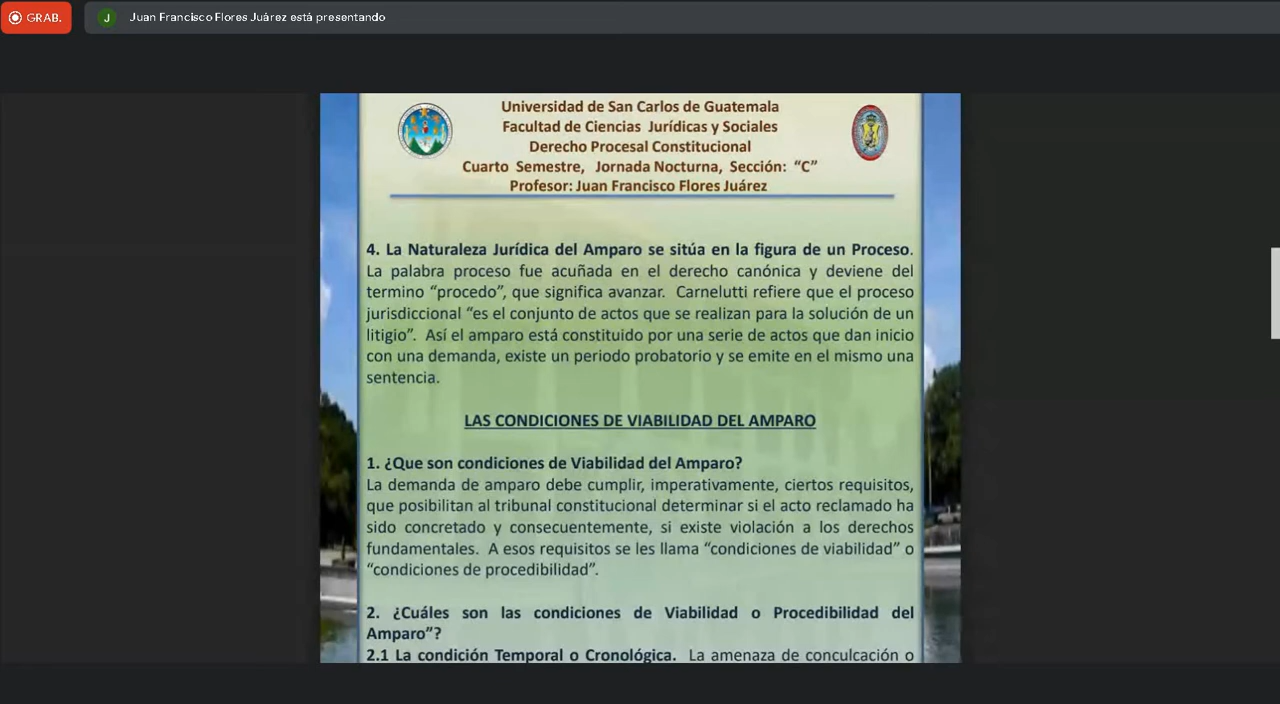 GRAB.
J
Juan Francisco Flores Juárez está presentando
Universidad de San Carlos de Guatemala
Facultad de Ciencias Jurídicas y Sociales
Derecho Procesal Constitucional
Cuarto Semestre, Jornada Nocturna, Sección: “C”
Profesor: Juan Francisco Flores Juárez
4. La Naturaleza Jurídica del Amparo se sitúa en la figura de un Proceso.
La palabra proceso fue acuñada en el derecho canónica y deviene del
termino “procedo”, que significa avanzar. Carnelutti refiere que el proceso
jurisdiccional “es el conjunto de actos que se realizan para la solución de un
litigio”. Así el amparo está constituido por una serie de actos que dan inicio
con una demanda, existe un periodo probatorio y se emite en el mismo una
sentencia.
LAS CONDICIONES DE VIABILIDAD DEL AMPARO
1. ¿Que son condiciones de Viabilidad del Amparo?
La demanda de amparo debe cumplir, imperativamente, ciertos requisitos,
que posibilitan al tribunal constitucional determinar si el acto reclamado ha
sido concretado y consecuentemente, si existe violación a los derechos
fundamentales. A esos requisitos se les llama “condiciones de viabilidad” o
“condiciones de procedibilidad”.
2. ¿Cuáles son las condiciones de Viabilidad o Procedibilidad del
Amparo”?
2.1 La condición Temporal o Cronológica. La amenaza de conculcación o